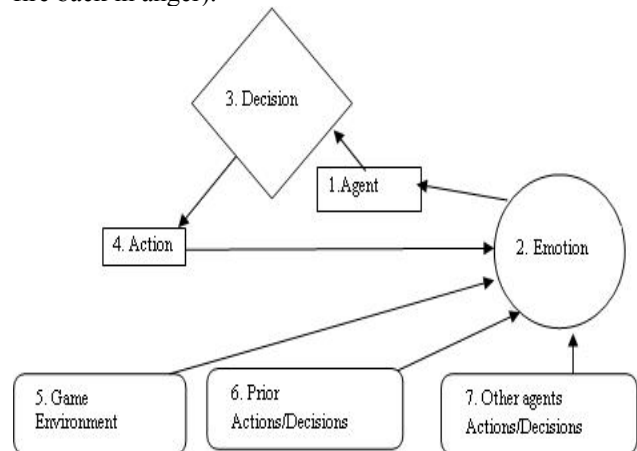 fire back in anger).
3. Decision
1.Agent
4. Action
2. Emotion
5. Game
Environment
6. Prior
Actions/Decisions
7. Other agents
Actions/Decisions